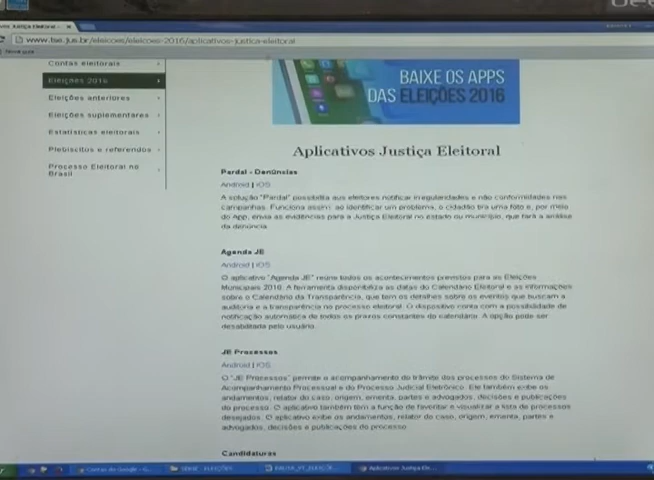 Justiça Eleitoral
www.tse.jus.br/eleicoes/eleicoes-2016/aplicativos-justica-eleitoral
Contas eleitorais
Eleições 2016
Eleições anteriores
Eleições suplementares
Estatísticas eleitorais
Plebiscitos e referendos
Processo Eleitoral no
Brasil
BAIXE OS APPS
DAS ELEIÇÕES 2016
Aplicativos Justiça Eleitoral
Pardal - Denúncias
Android | iOS
A solução "Pardal" possibilita aos eleitores notificar irregularidades e não conformidades nas
campanhas. Funciona assim: ao identificar um problema, o cidadão tira uma foto e, por meio
do App, envia as evidências para a Justiça Eleitoral no estado ou município, que fará a análise
da denúncia.
Agenda JE
Android | iOS
O aplicativo "Agenda JE" reúne todos os acontecimentos previstos para as Eleições
Municipais 2016. A ferramenta disponibiliza as datas do Calendário Eleitoral e as informações
sobre o Calendário da Transparência, que tem os detalhes sobre os eventos que buscam a
auditoria e a transparência no processo eleitoral. O dispositivo conta com a possibilidade de
notificação automática de todos os prazos constantes do calendário. A opção pode ser
desabilitada pelo usuário.
JE Processos
Android | iOS
O "JE Processos" permite o acompanhamento do trâmite dos processos do Sistema de
Acompanhamento Processual e do Processo Judicial Eletrônico. Ele também exibe os
andamentos, relator do caso, origem, ementa, partes e advogados, decisões e publicações
do processo. O aplicativo também tem a função de favoritar e visualizar a lista de processos
desejados. O aplicativo exibe os andamentos, relator do caso, origem, ementa, partes e
advogados, decisões e publicações do processo.
Candidaturas
Aplicativos Justiça Ele...